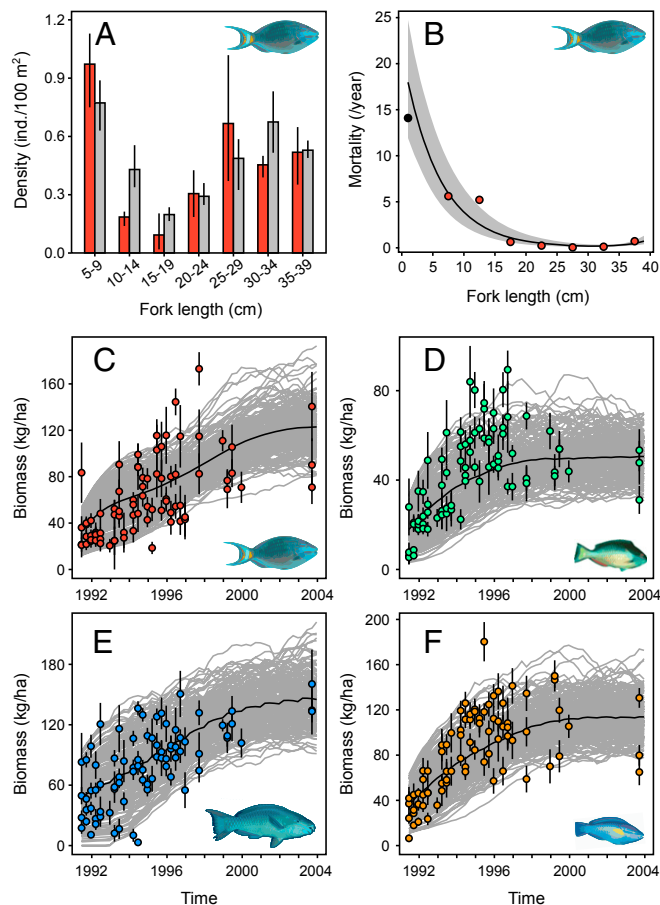 A
Density (ind./100 m²)
1.2
0.9
0.6
0.3
0.0
5-9
10-14
15-19
20-24
25-29
30-34
35-39
Fork length (cm)
B
Mortality (/year)
25
20
15
10
5
0
0 5 10 15 20 25 30 35 40
Fork length (cm)
C
Biomass (kg/ha)
160
120
80
40
0
1992 1996 2000 2004
D
Biomass (kg/ha)
80
40
0
1992 1996 2000 2004
E
Biomass (kg/ha)
180
120
60
0
1992 1996 2000 2004
Time
F
Biomass (kg/ha)
200
160
120
80
40
0
1992 1996 2000 2004
Time